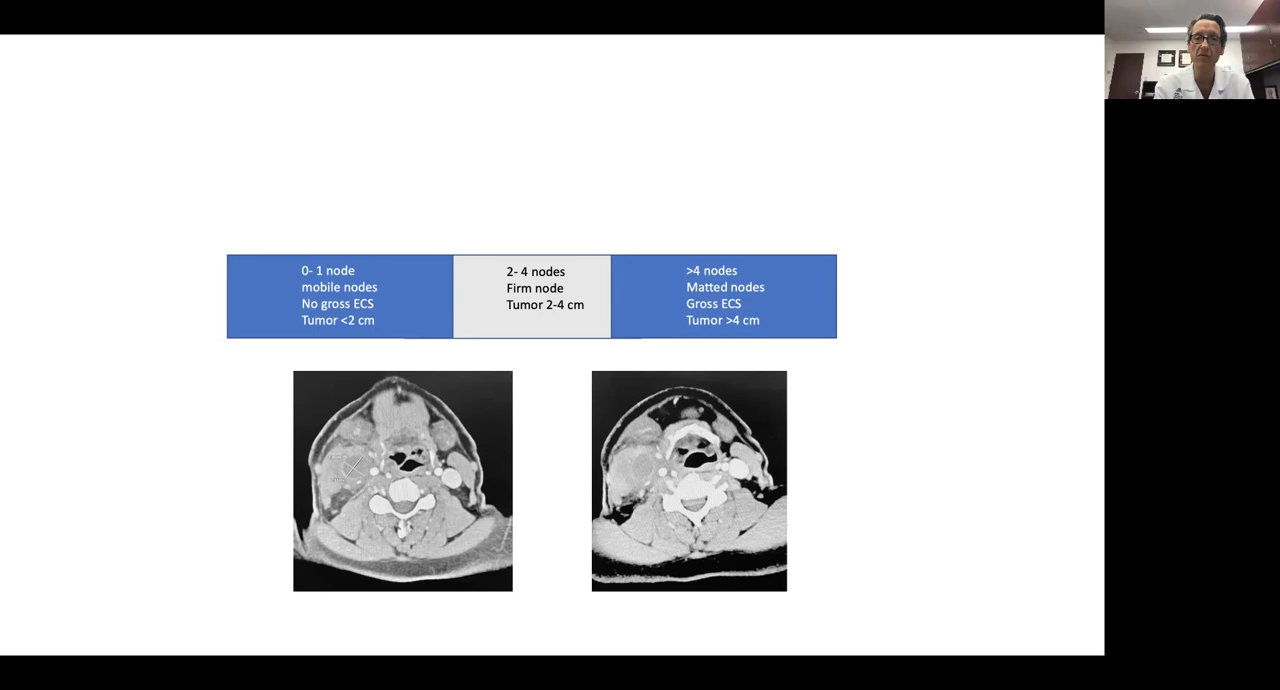 0- 1 node
mobile nodes
No gross ECS
Tumor <2 cm
2- 4 nodes
Firm node
Tumor 2-4 cm
>4 nodes
Matted nodes
Gross ECS
Tumor >4 cm